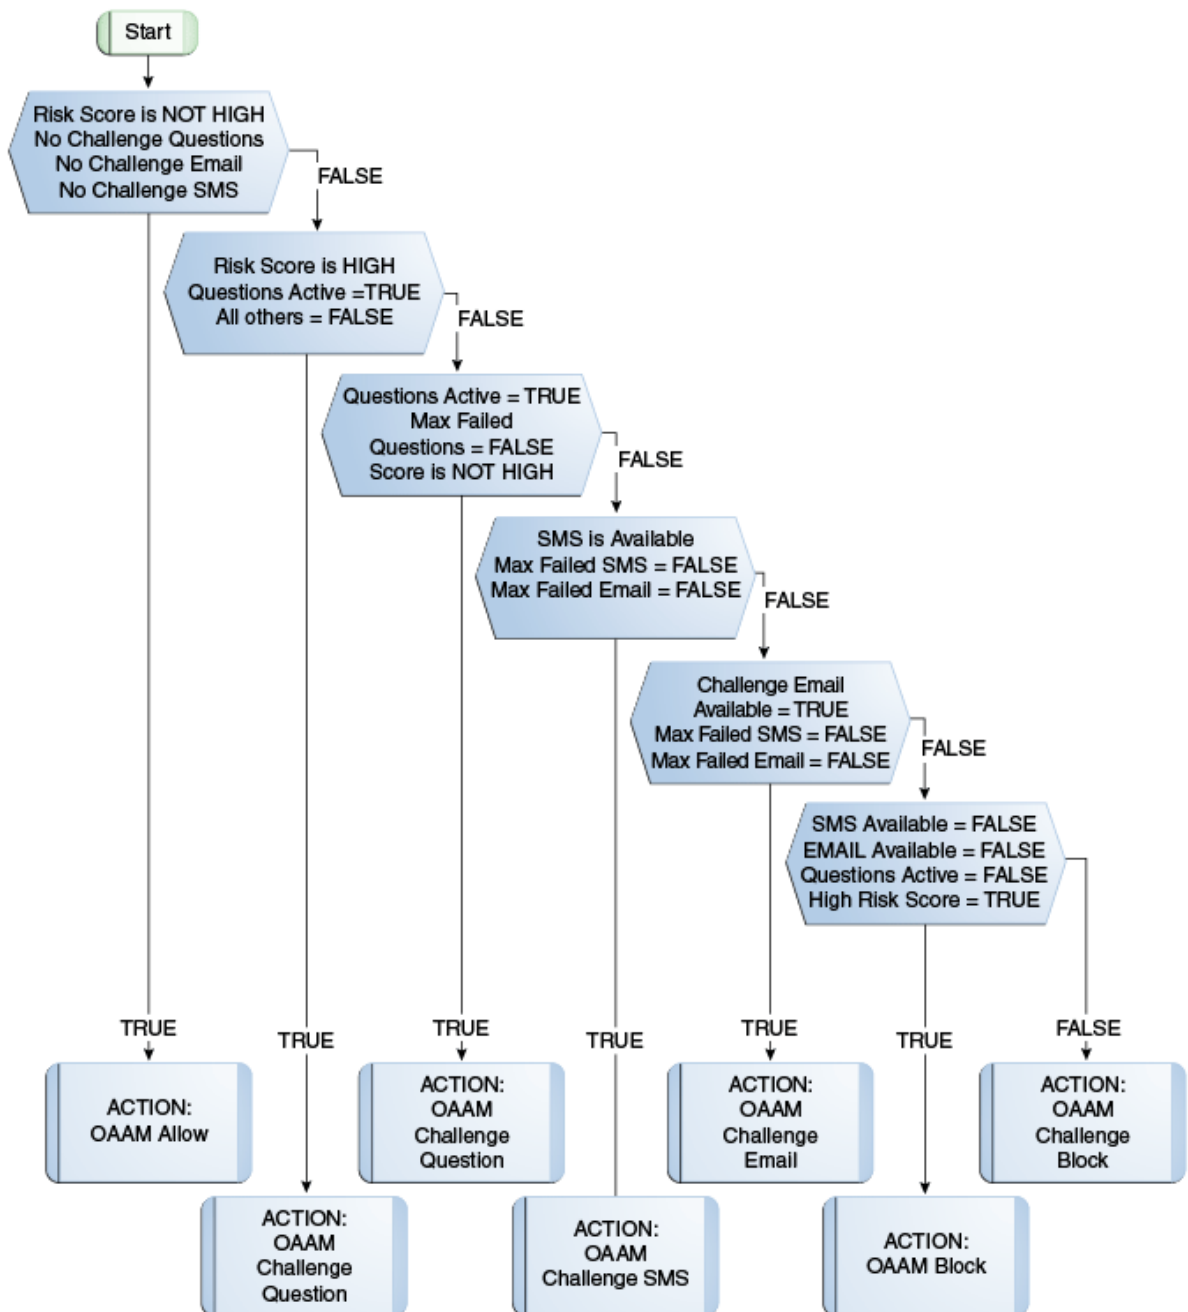 Start
Risk Score is NOT HIGH
No Challenge Questions
No Challenge Email
No Challenge SMS
FALSE
Risk Score is HIGH
Questions Active =TRUE
All others = FALSE
FALSE
Questions Active = TRUE
Max Failed
Questions = FALSE
Score is NOT HIGH
FALSE
SMS is Available
Max Failed SMS = FALSE
Max Failed Email = FALSE
FALSE
Challenge Email
Available = TRUE
Max Failed SMS = FALSE
Max Failed Email = FALSE
FALSE
SMS Available = FALSE
EMAIL Available = FALSE
Questions Active = FALSE
High Risk Score = TRUE
TRUE
TRUE
TRUE
TRUE
TRUE
TRUE
FALSE
ACTION:
OAAM Allow
ACTION:
OAAM
Challenge
Question
ACTION:
OAAM
Challenge
Email
ACTION:
OAAM
Challenge
Block
ACTION:
OAAM
Challenge
Question
ACTION:
OAAM
Challenge SMS
ACTION:
OAAM Block